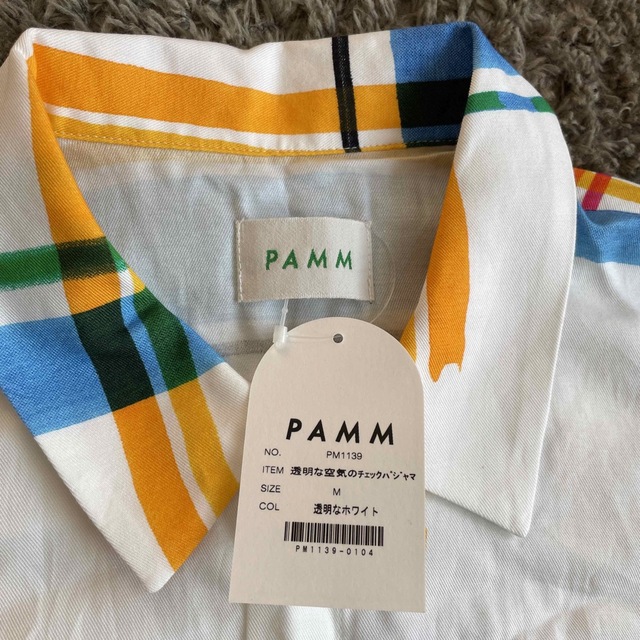 PAMM
PAMM
NO. PM1139
ITEM 透明な空気のチェックパジャマ
SIZE M
COL 透明なホワイト
PM1139-0104